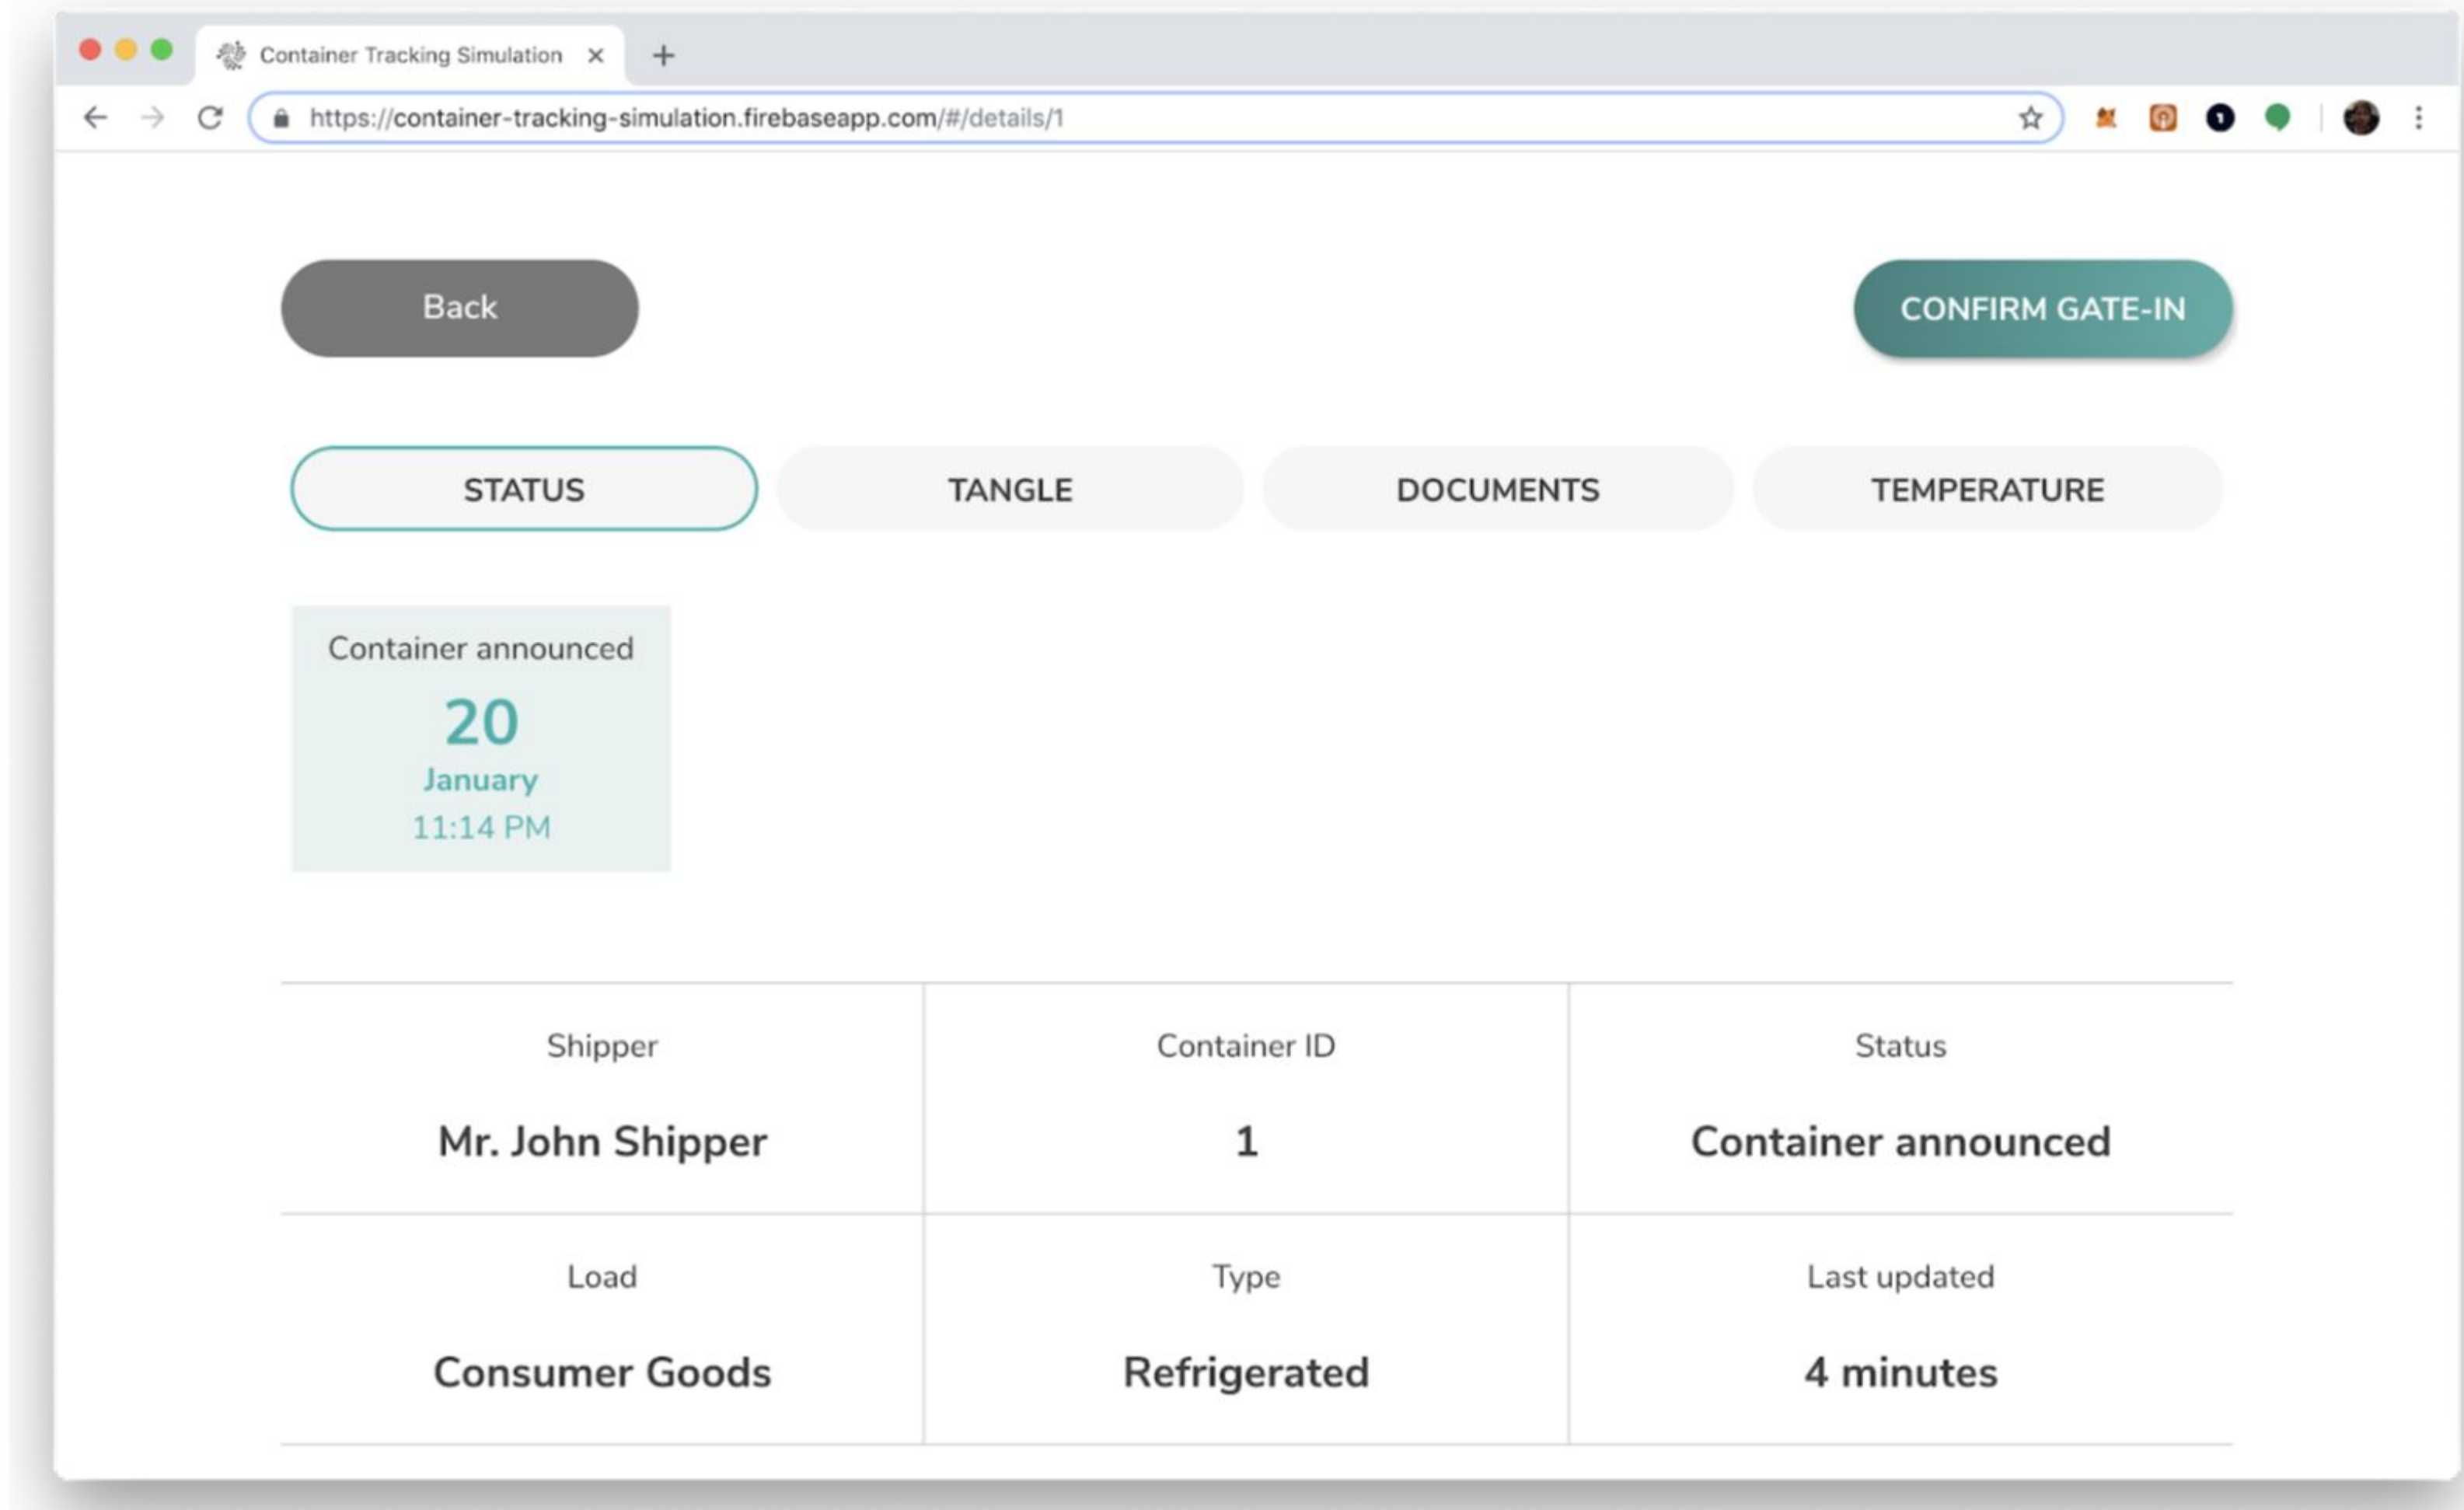 Container Tracking Simulation
https://container-tracking-simulation.firebaseapp.com/#/details/1
Back
CONFIRM GATE-IN
STATUS TANGLE DOCUMENTS TEMPERATURE
Container announced
20
January
11:14 PM
Shipper Container ID Status
Mr. John Shipper 1 Container announced
Load Type Last updated
Consumer Goods Refrigerated 4 minutes